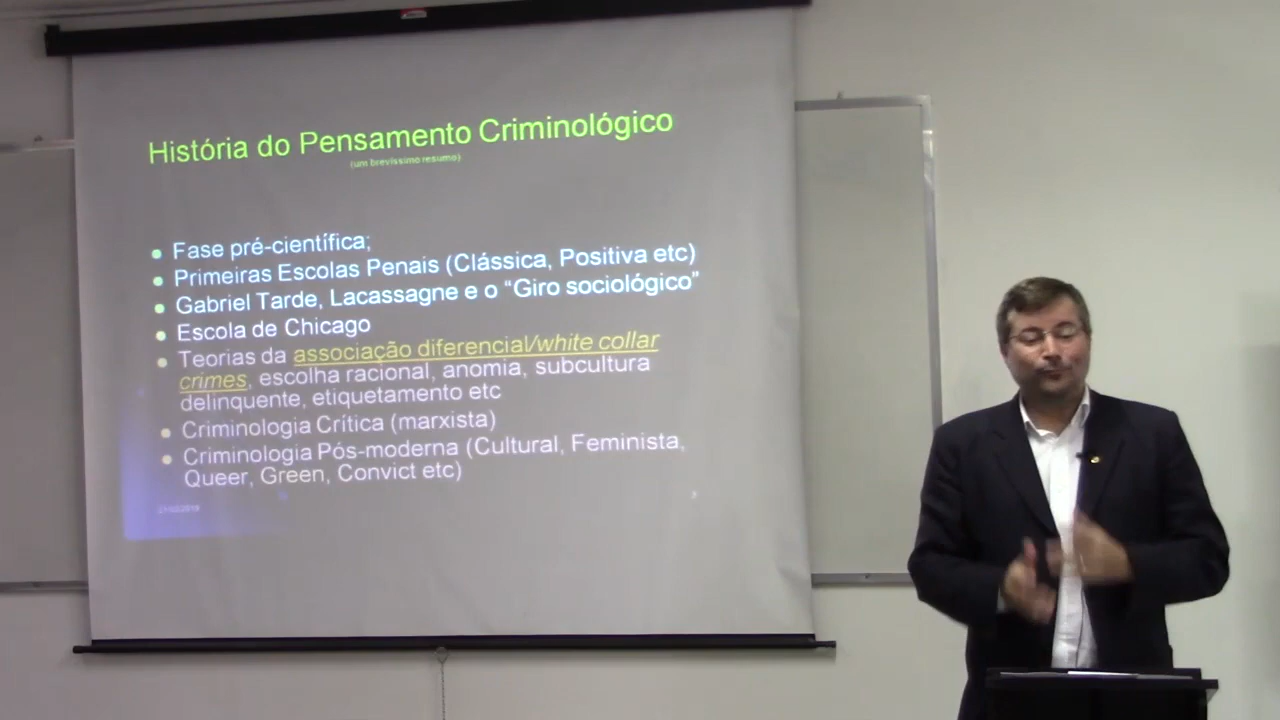 História do Pensamento Criminológico
(um brevíssimo resumo)
• Fase pré-científica;
• Primeiras Escolas Penais (Clássica, Positiva etc)
• Gabriel Tarde, Lacassagne e o “Giro sociológico”
• Escola de Chicago
• Teorias da associação diferencial/white collar
crimes, escolha racional, anomia, subcultura
delinquente, etiquetamento etc
• Criminologia Crítica (marxista)
• Criminologia Pós-moderna (Cultural, Feminista,
Queer, Green, Convict etc)